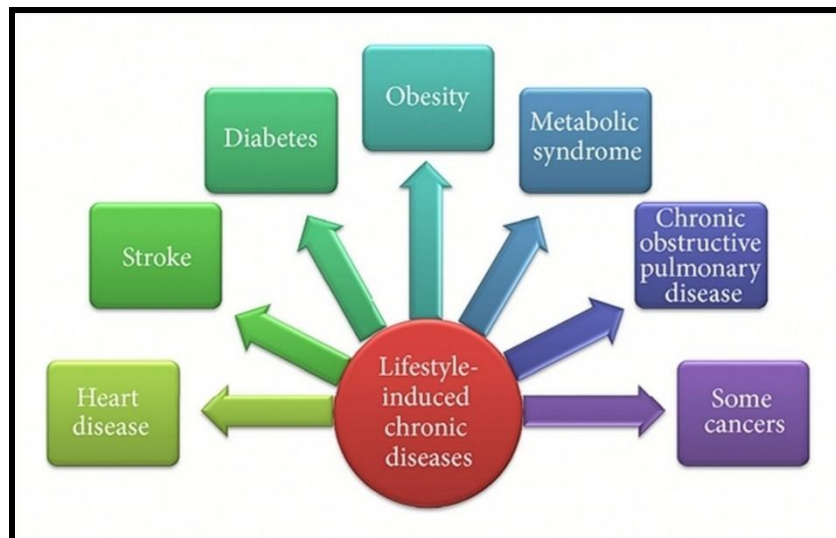 Obesity
Diabetes
Metabolic
syndrome
Stroke
Chronic
obstructive
pulmonary
disease
Heart
disease
Lifestyle-
induced
chronic
diseases
Some
cancers